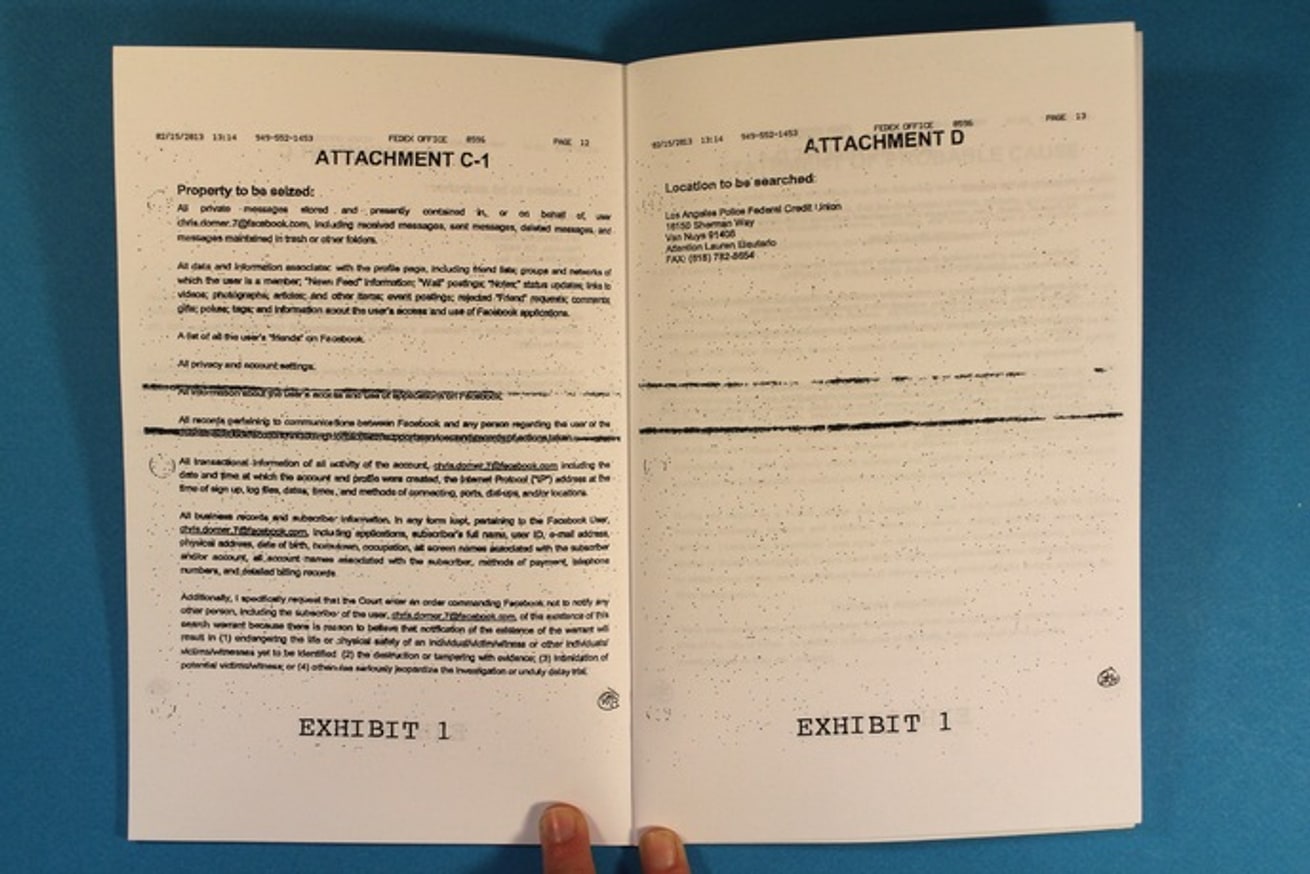 02/15/2013 13:14 949-552-1453 FEDEX OFFICE 0596 PAGE 12
ATTACHMENT C-1
Property to be seized:
All private messages stored and presently contained in, or on behalf of, user
chris.dorner.7@facebook.com, including received messages, sent messages, deleted messages, and
messages maintained in trash or other folders.
All data and information associated with the profile page, including friend lists; groups and networks of
which the user is a member; "News Feed" information; "Wall" postings; "Notes;" status updates; links to
videos; photographs; articles; and other items; event postings; rejected "Friend" requests; comments;
gifts; pokes; tags; and information about the user's access and use of Facebook applications.
A list of all the user's "friends" on Facebook.
All privacy and account settings.
All information about the user's access and use of applications on Facebook;
All records pertaining to communications between Facebook and any person regarding the user or the
All transactional information of all activity of the account, chris.dorner.7@facebook.com including the
date and time at which the account and profile were created, the Internet Protocol ("IP") address at the
time of sign up, log files, dates, times, and methods of connecting, ports, dial-ups, and/or locations.
All business records and subscriber information, in any form kept, pertaining to the Facebook User,
chris.dorner.7@facebook.com, including applications, subscriber's full name, user ID, e-mail address,
physical address, date of birth, hometown, occupation, all screen names associated with the subscriber
and/or account, all account names associated with the subscriber, methods of payment, telephone
numbers, and detailed billing records.
Additionally, I specifically request that the Court enter an order commanding Facebook not to notify any
other person, including the subscriber of the user, chris.dorner.7@facebook.com, of the existence of this
search warrant because there is reason to believe that notification of the existence of the warrant will
result in (1) endangering the life or physical safety of an individual/victim/witness or other individuals/
victims/witnesses yet to be identified (2) the destruction or tampering with evidence; (3) intimidation of
potential victims/witness; or (4) otherwise seriously jeopardize the investigation or unduly delay trial.
EXHIBIT 1
02/15/2013 13:14 949-552-1453 FEDEX OFFICE 0596 PAGE 13
ATTACHMENT D
Location to be searched:
Los Angeles Police Federal Credit Union
16150 Sherman Way
Van Nuys 91406
Attention Lauren
FAX: (818) 782-8654
EXHIBIT 1